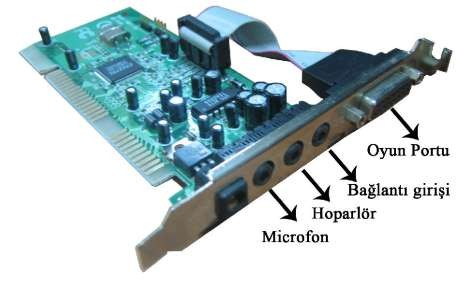 Oyun Portu
Bağlantı girişi
Hoparlör
Microfon